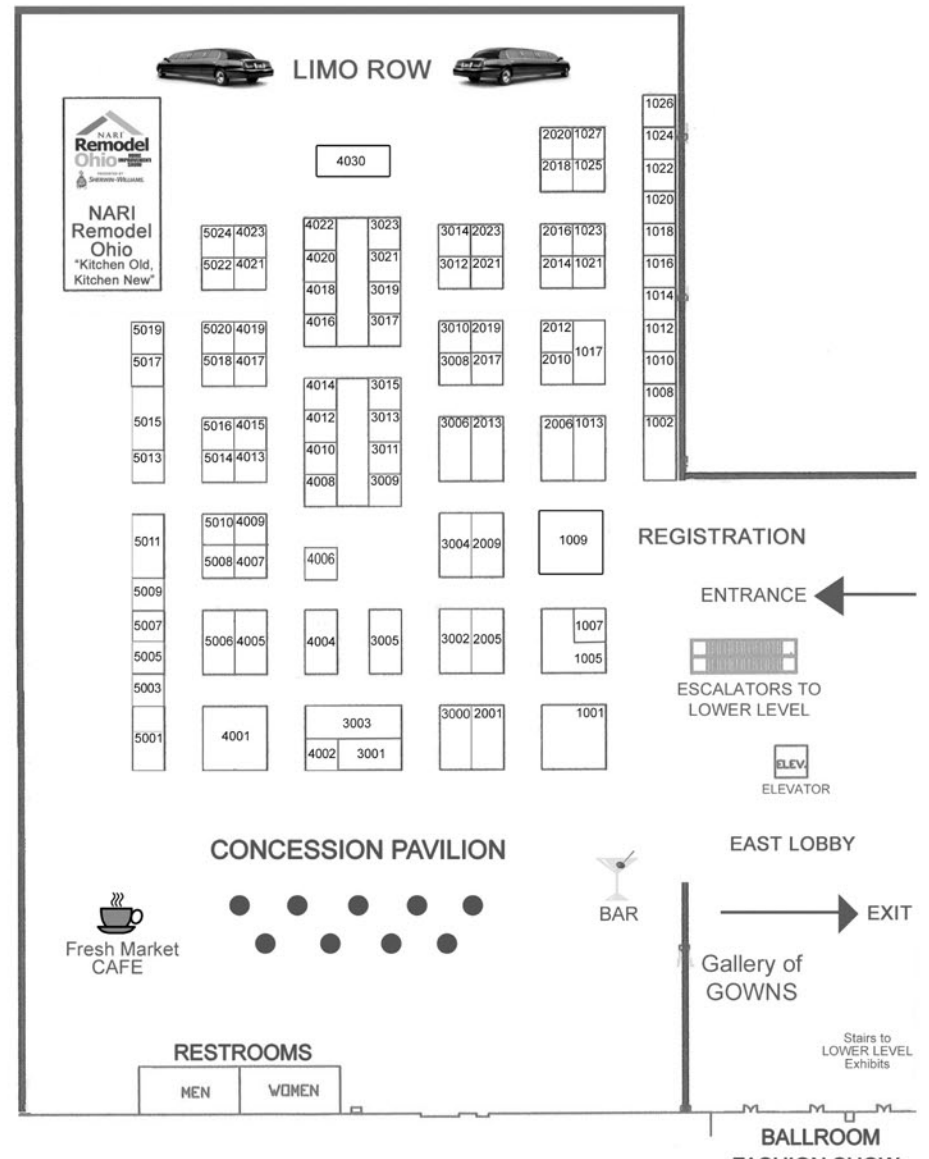 LIMO ROW
NARI
Remodel
Ohio HOME IMPROVEMENT SHOW
PRESENTED BY
SHERWIN-WILLIAMS.
NARI
Remodel
Ohio
"Kitchen Old,
Kitchen New"
4030
1026
2020 1027 1024
2018 1025 1022
1020
5024 4023 4022 3023 3014 2023 2016 1023 1018
5022 4021 4020 3021 3012 2021 2014 1021 1016
4018 3019 1014
5019 5020 4019 4016 3017 3010 2019 2012 1012
1017
5017 5018 4017 3008 2017 2010 1010
4014 3015 1008
5015 5016 4015 4012 3013 3006 2013 2006 1013 1002
5013 5014 4013 4010 3011
4008 3009
5011 5010 4009 3004 2009 1009
5008 4007 4006
5009
5007 5006 4005 4004 3005 3002 2005 1007
5005 1005
5003
5001 4001 3003 3000 2001 1001
4002 3001
REGISTRATION
ENTRANCE
ESCALATORS TO
LOWER LEVEL
ELEV.
ELEVATOR
EAST LOBBY
CONCESSION PAVILION
BAR
EXIT
Fresh Market
CAFE
Gallery of
GOWNS
Stairs to
LOWER LEVEL
Exhibits
RESTROOMS
MEN WOMEN
BALLROOM
FASHION SHOW